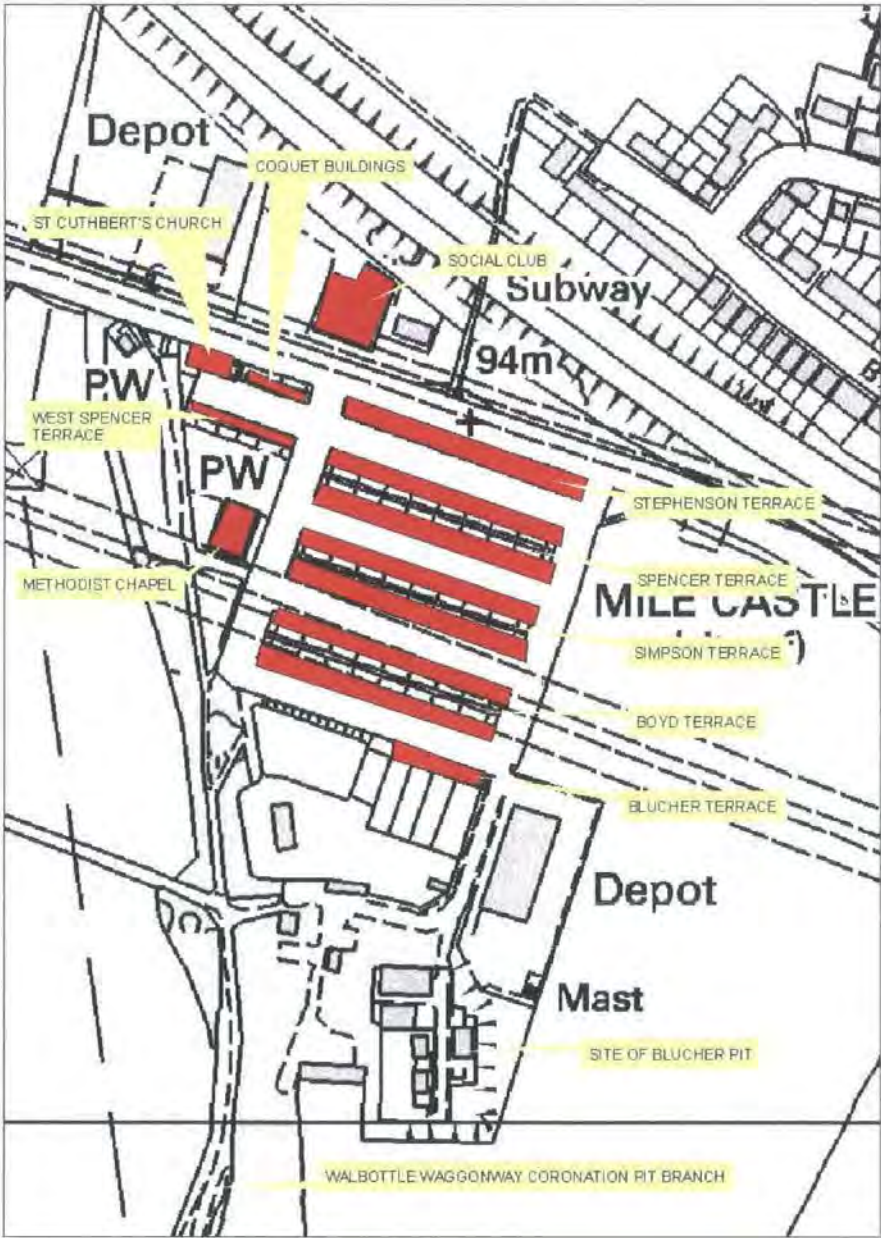 Depot
COQUET BUILDINGS
ST CUTHBERT'S CHURCH
SOCIAL CLUB
Subway
94m
PW
WEST SPENCER
TERRACE
PW
STEPHENSON TERRACE
METHODIST CHAPEL
SPENCER TERRACE
MILE CASTLE
SIMPSON TERRACE
BOYD TERRACE
BLUCHER TERRACE
Depot
Mast
SITE OF BLUCHER PIT
WALBOTTLE WAGGONWAY CORONATION PIT BRANCH